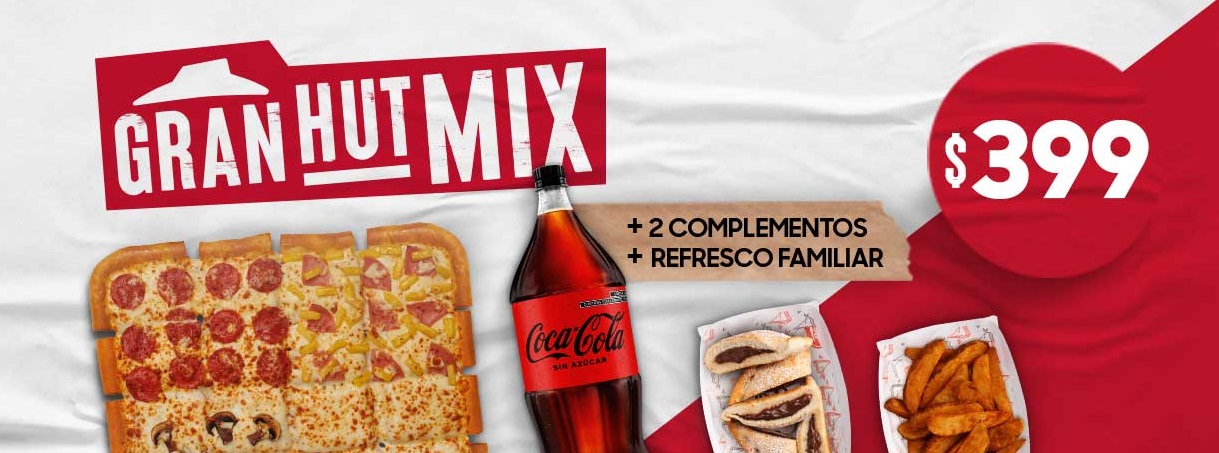 GRAN HUT MIX
$399
+ 2 COMPLEMENTOS
+ REFRESCO FAMILIAR
Coca-Cola
SIN AZÚCAR